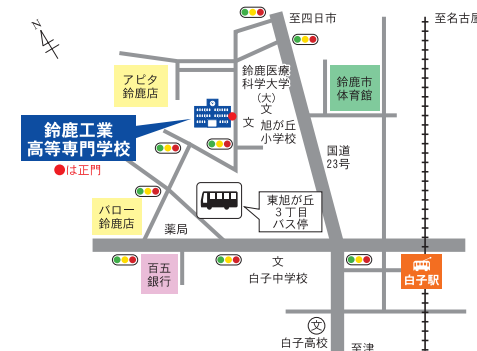 N
至四日市
至名古屋
アピタ
鈴鹿店
鈴鹿医療
科学大学
(大)
文
文
旭が丘
小学校
鈴鹿市
体育館
鈴鹿工業
高等専門学校
は正門
国道
23号
バロー
鈴鹿店
薬局
東旭が丘
3丁目
バス停
百五
銀行
文
白子中学校
白子駅
文
白子高校
至津